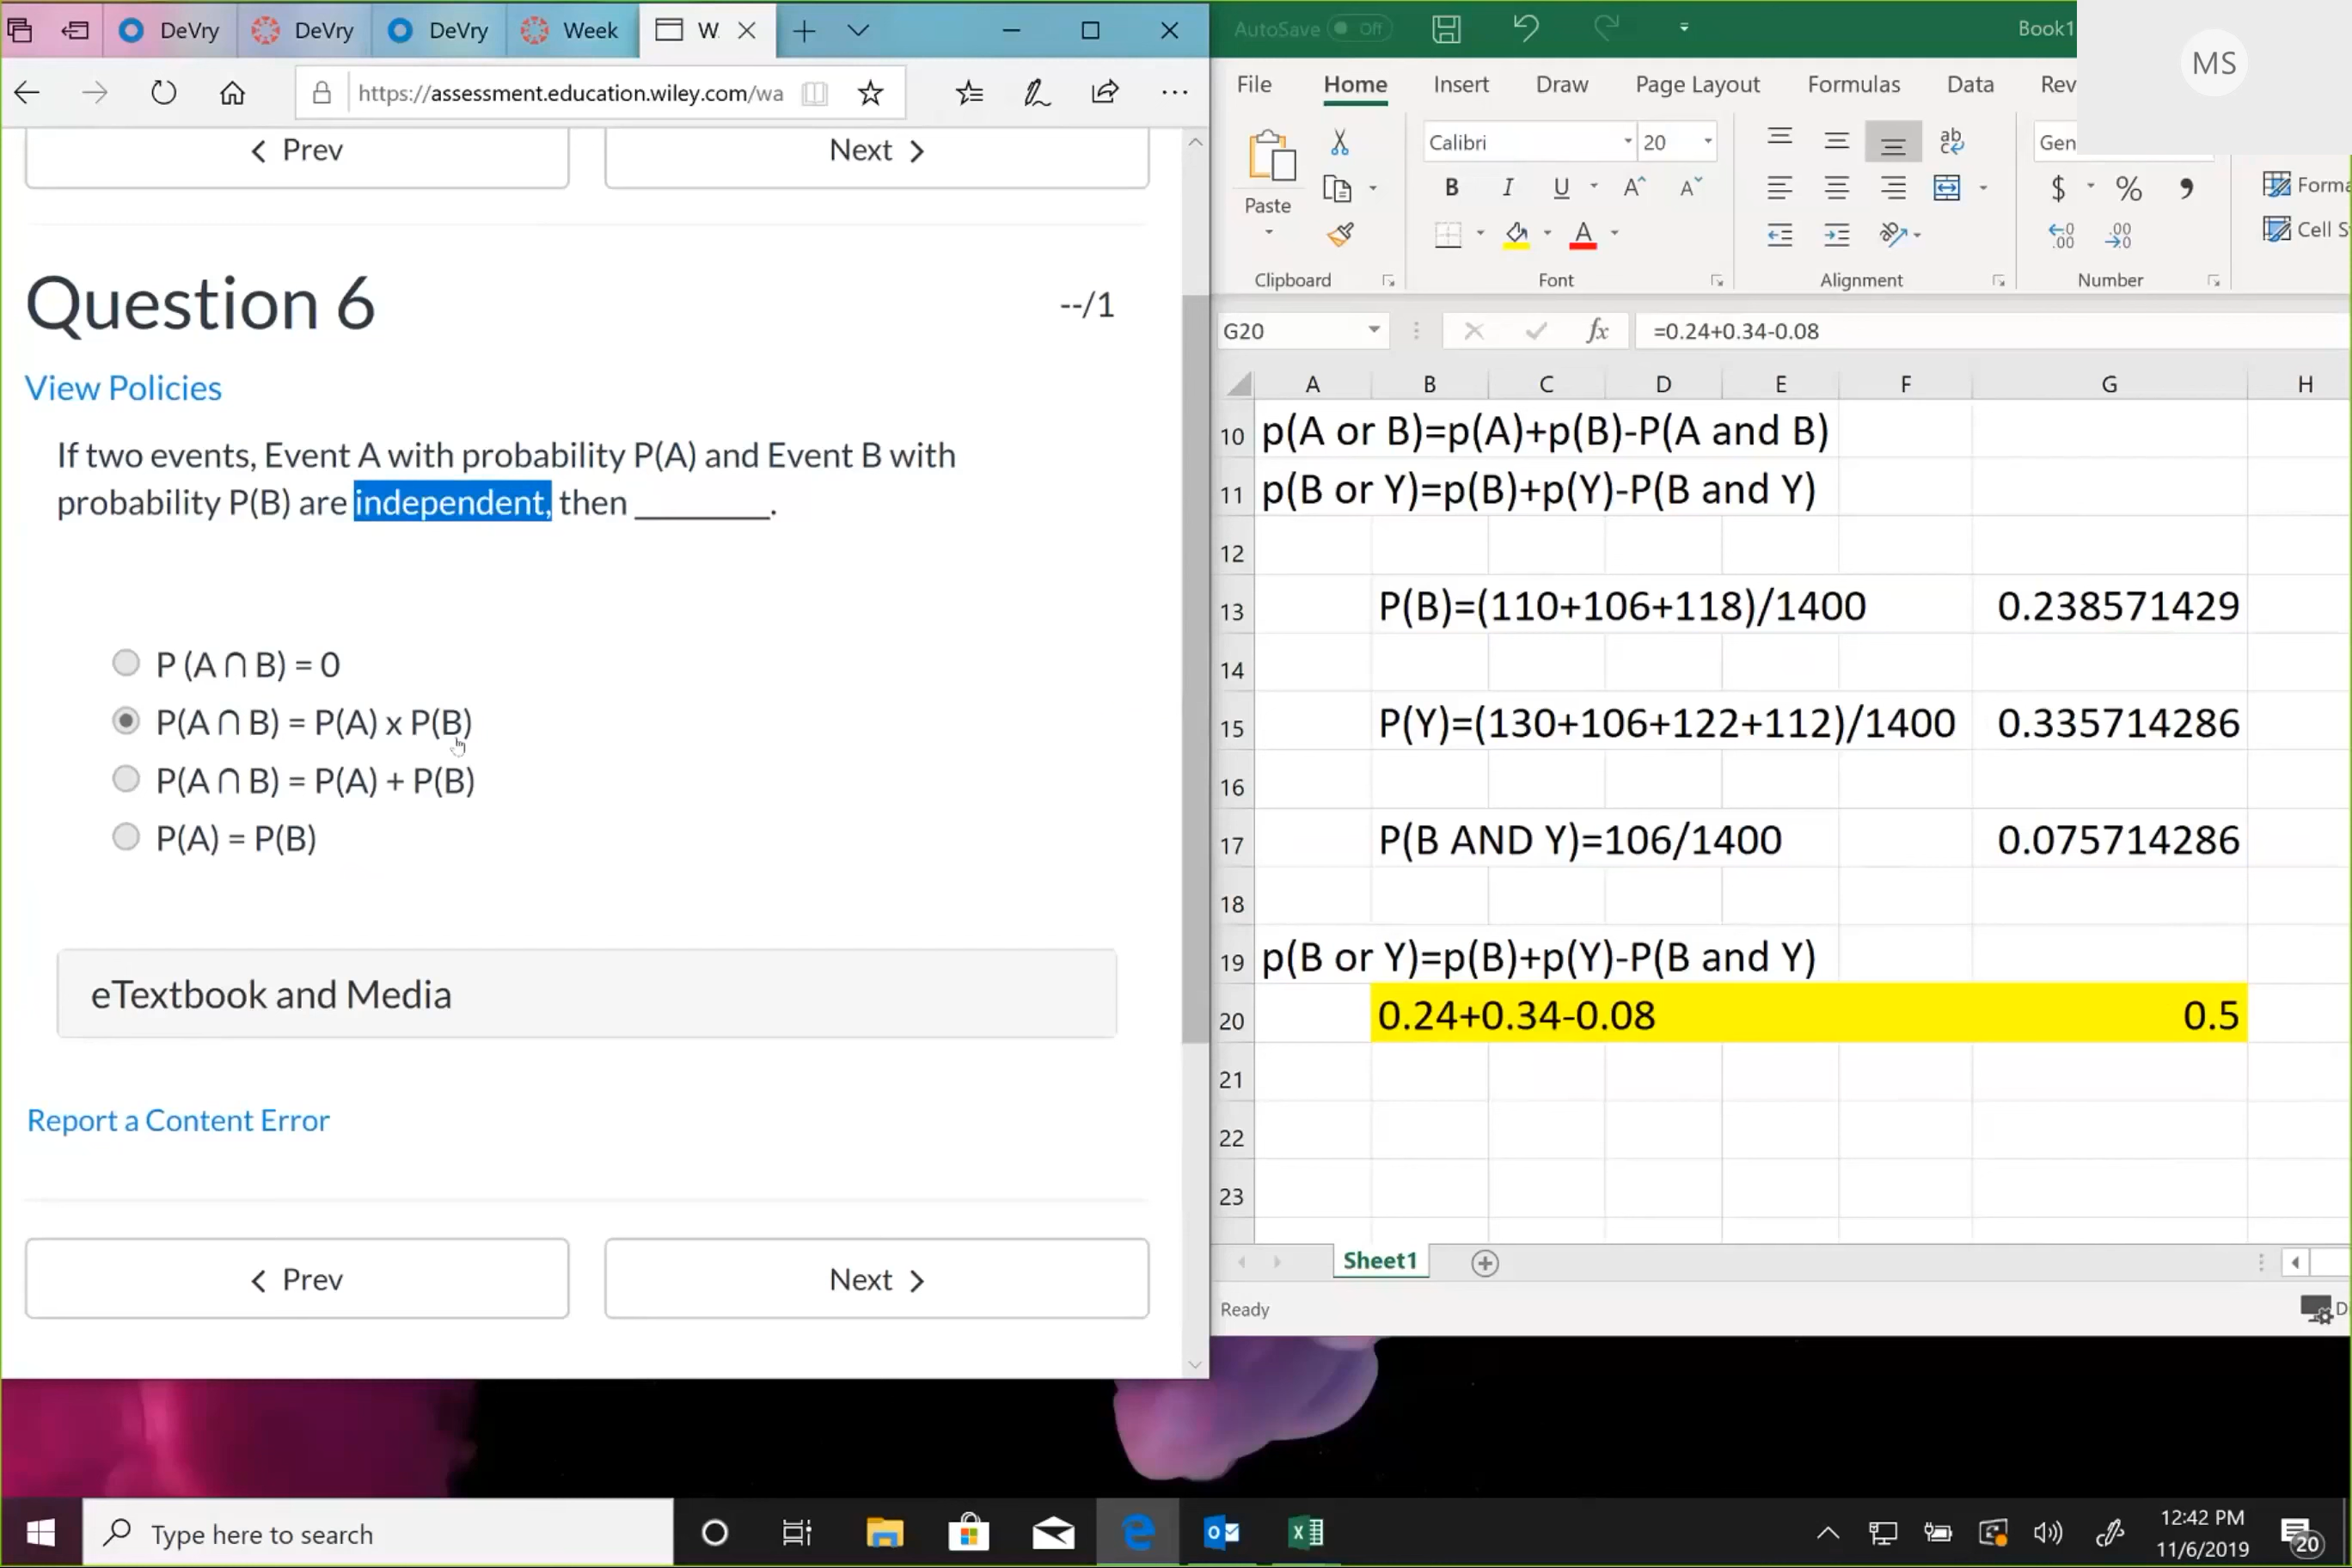 DeVry
DeVry
DeVry
Week
W
https://assessment.education.wiley.com/wa
Prev
Next
Question 6
--/1
View Policies
If two events, Event A with probability P(A) and Event B with
probability P(B) are independent, then ________.
P (A ∩ B) = 0
P(A ∩ B) = P(A) x P(B)
P(A ∩ B) = P(A) + P(B)
P(A) = P(B)
eTextbook and Media
Report a Content Error
Prev
Next
AutoSave Off
Book1
MS
File Home Insert Draw Page Layout Formulas Data Rev
Paste
Calibri
20
B I U A A
A
ab
Gen
$ % 9
Forma
Cell S
Clipboard
Font
Alignment
Number
G20
fx
=0.24+0.34-0.08
A B C D E F G H
10 p(A or B)=p(A)+p(B)-P(A and B)
11 p(B or Y)=p(B)+p(Y)-P(B and Y)
12
13 P(B)=(110+106+118)/1400 0.238571429
14
15 P(Y)=(130+106+122+112)/1400 0.335714286
16
17 P(B AND Y)=106/1400 0.075714286
18
19 p(B or Y)=p(B)+p(Y)-P(B and Y)
20 0.24+0.34-0.08 0.5
21
22
23
Sheet1
Ready
D
Type here to search
12:42 PM
11/6/2019
20